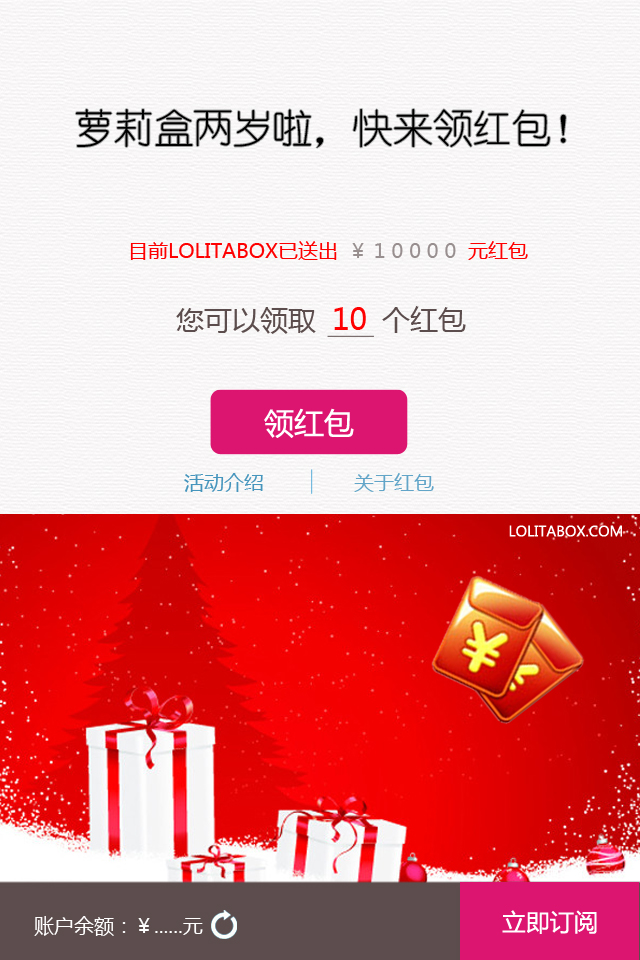 萝莉盒两岁啦，快来领红包！
目前LOLITABOX已送出 ￥10000 元红包
您可以领取 10 个红包
领红包
活动介绍 | 关于红包
LOLITABOX.COM
¥
¥
账户余额：¥......元
立即订阅